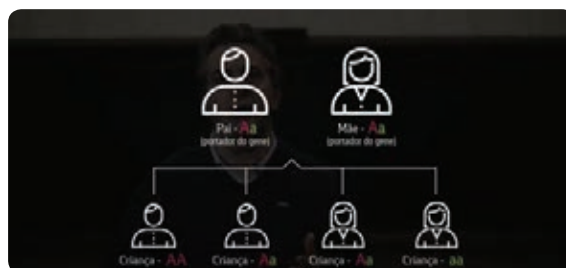 Pai - Aa
(portador do gene)
Mãe - Aa
(portador do gene)
Criança - AA
Criança - Aa
Criança - Aa
Criança - aa